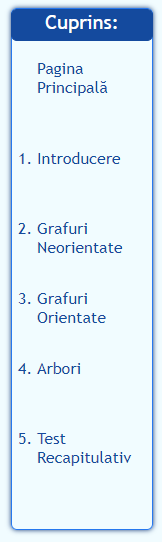 Cuprins:
Pagina
Principală
1. Introducere
2. Grafuri
Neorientate
3. Grafuri
Orientate
4. Arbori
5. Test
Recapitulativ